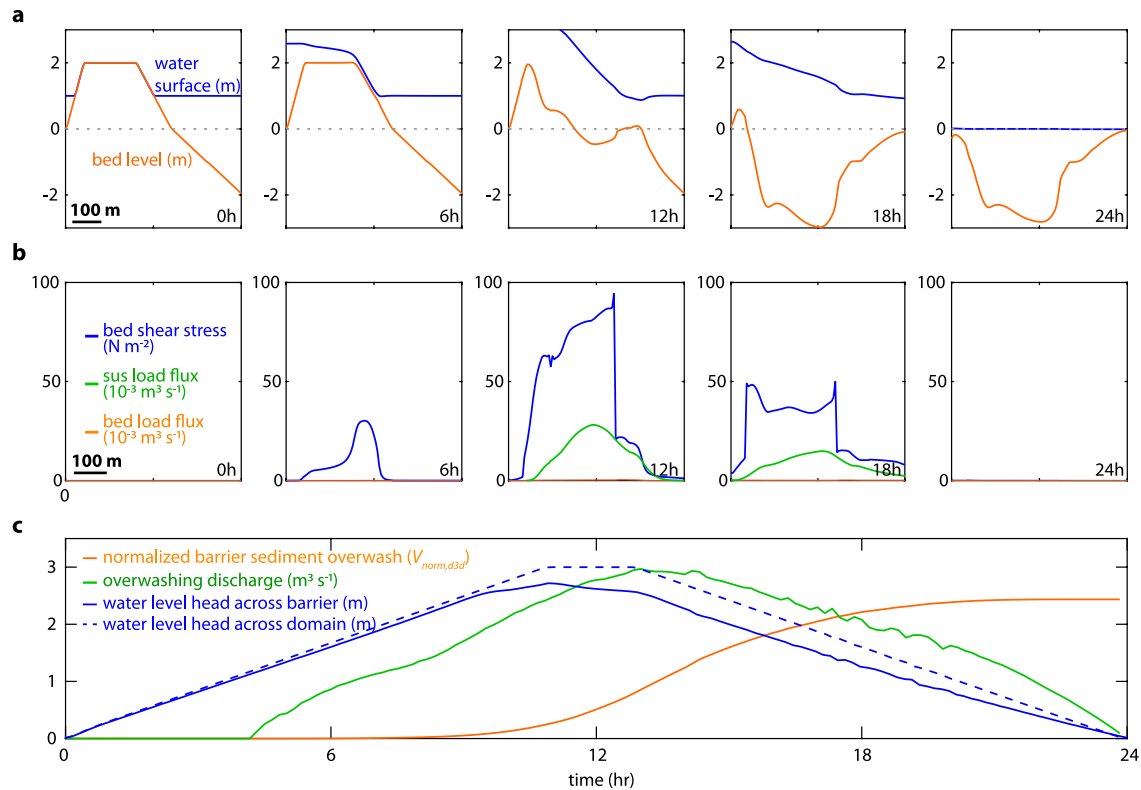 a
2
0
-2
water
surface (m)
bed level (m)
100 m
0h
2
0
-2
6h
2
0
-2
12h
2
0
-2
18h
2
0
-2
24h
b
100
50
0
bed shear stress
(N m⁻²)
sus load flux
(10⁻³ m³ s⁻¹)
bed load flux
(10⁻³ m³ s⁻¹)
100 m
0h
0
100
50
0
6h
100
50
0
12h
100
50
0
18h
100
50
0
24h
c
3
2
1
0
normalized barrier sediment overwash (V norm,d3d)
overwashing discharge (m³ s⁻¹)
water level head across barrier (m)
water level head across domain (m)
0 6 12 18 24
time (hr)